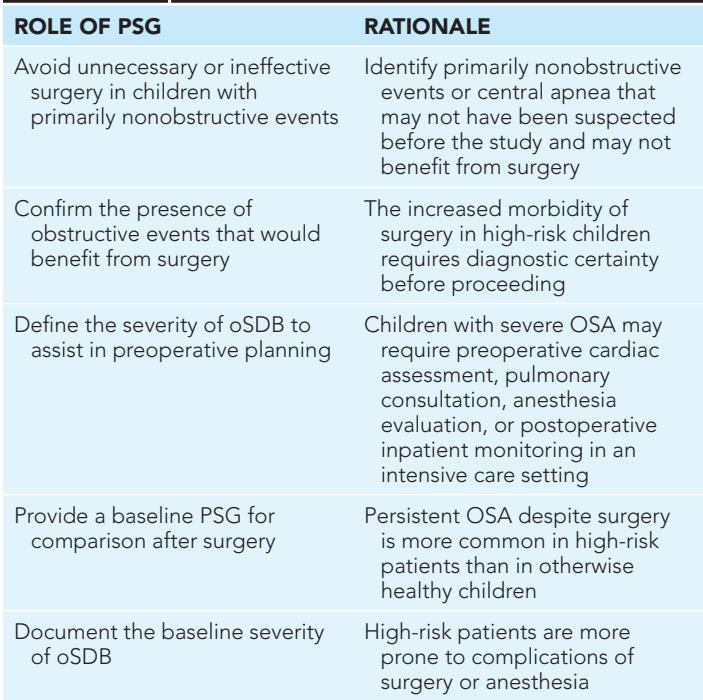 ROLE OF PSG RATIONALE
Avoid unnecessary or ineffective
surgery in children with
primarily nonobstructive events
Identify primarily nonobstructive
events or central apnea that
may not have been suspected
before the study and may not
benefit from surgery
Confirm the presence of
obstructive events that would
benefit from surgery
The increased morbidity of
surgery in high-risk children
requires diagnostic certainty
before proceeding
Define the severity of oSDB to
assist in preoperative planning
Children with severe OSA may
require preoperative cardiac
assessment, pulmonary
consultation, anesthesia
evaluation, or postoperative
inpatient monitoring in an
intensive care setting
Provide a baseline PSG for
comparison after surgery
Persistent OSA despite surgery
is more common in high-risk
patients than in otherwise
healthy children
Document the baseline severity
of oSDB
High-risk patients are more
prone to complications of
surgery or anesthesia